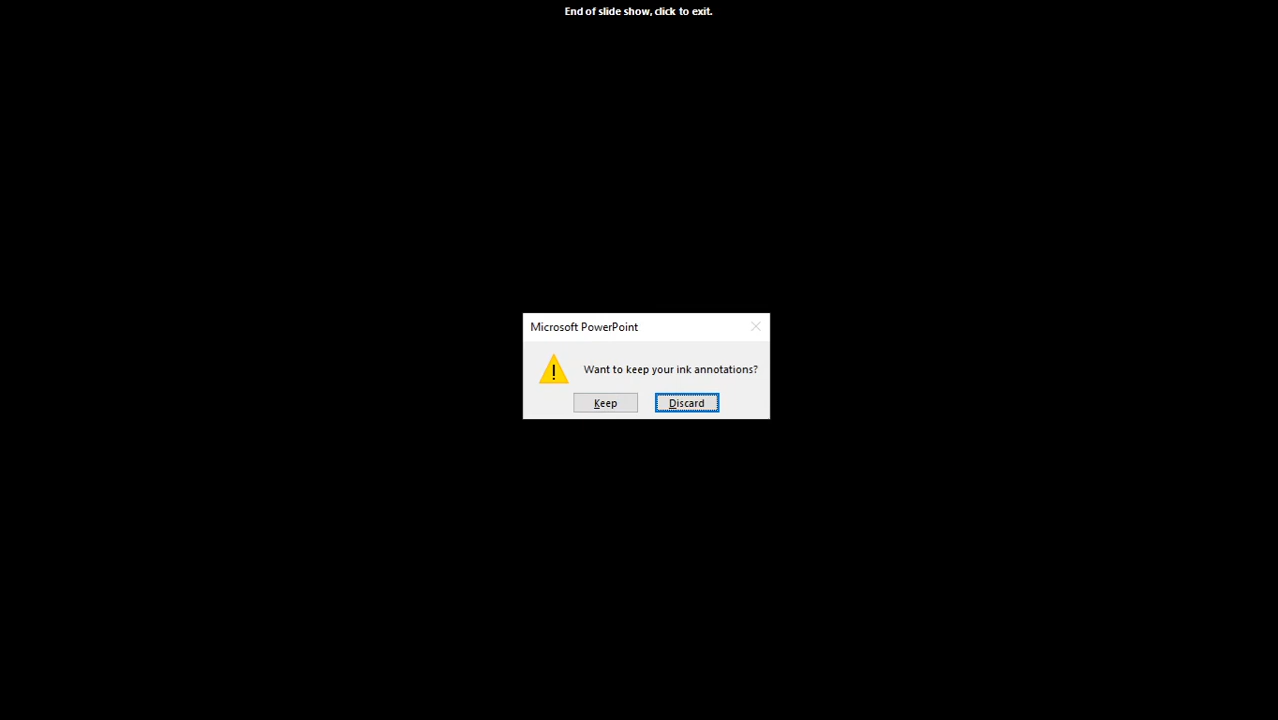 End of slide show, click to exit.
Microsoft PowerPoint
Want to keep your ink annotations?
Keep
Discard